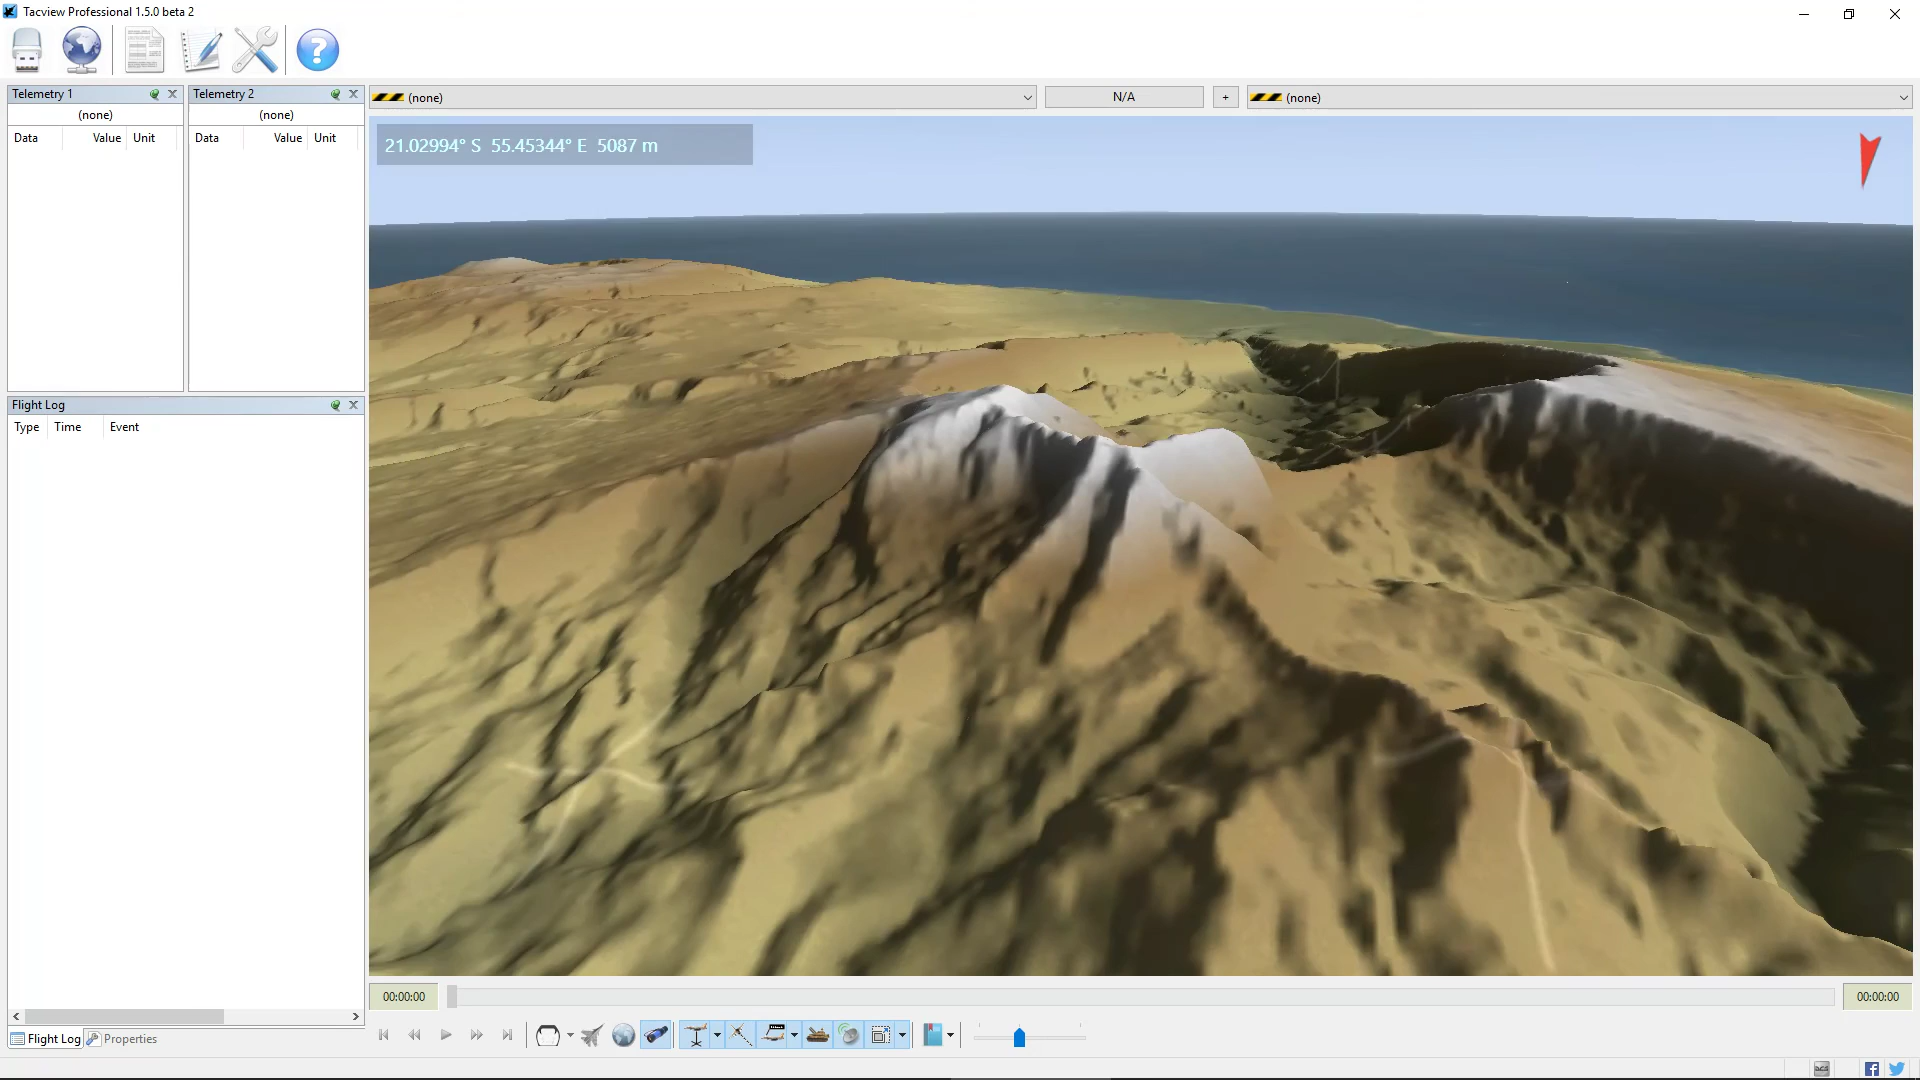 Tacview Professional 1.5.0 beta 2
Telemetry 1
Telemetry 2
(none)
N/A
+
(none)
(none)
(none)
Data Value Unit
Data Value Unit
21.02994° S 55.45344° E 5087 m
Flight Log
Type Time Event
00:00:00
00:00:00
Flight Log
Properties